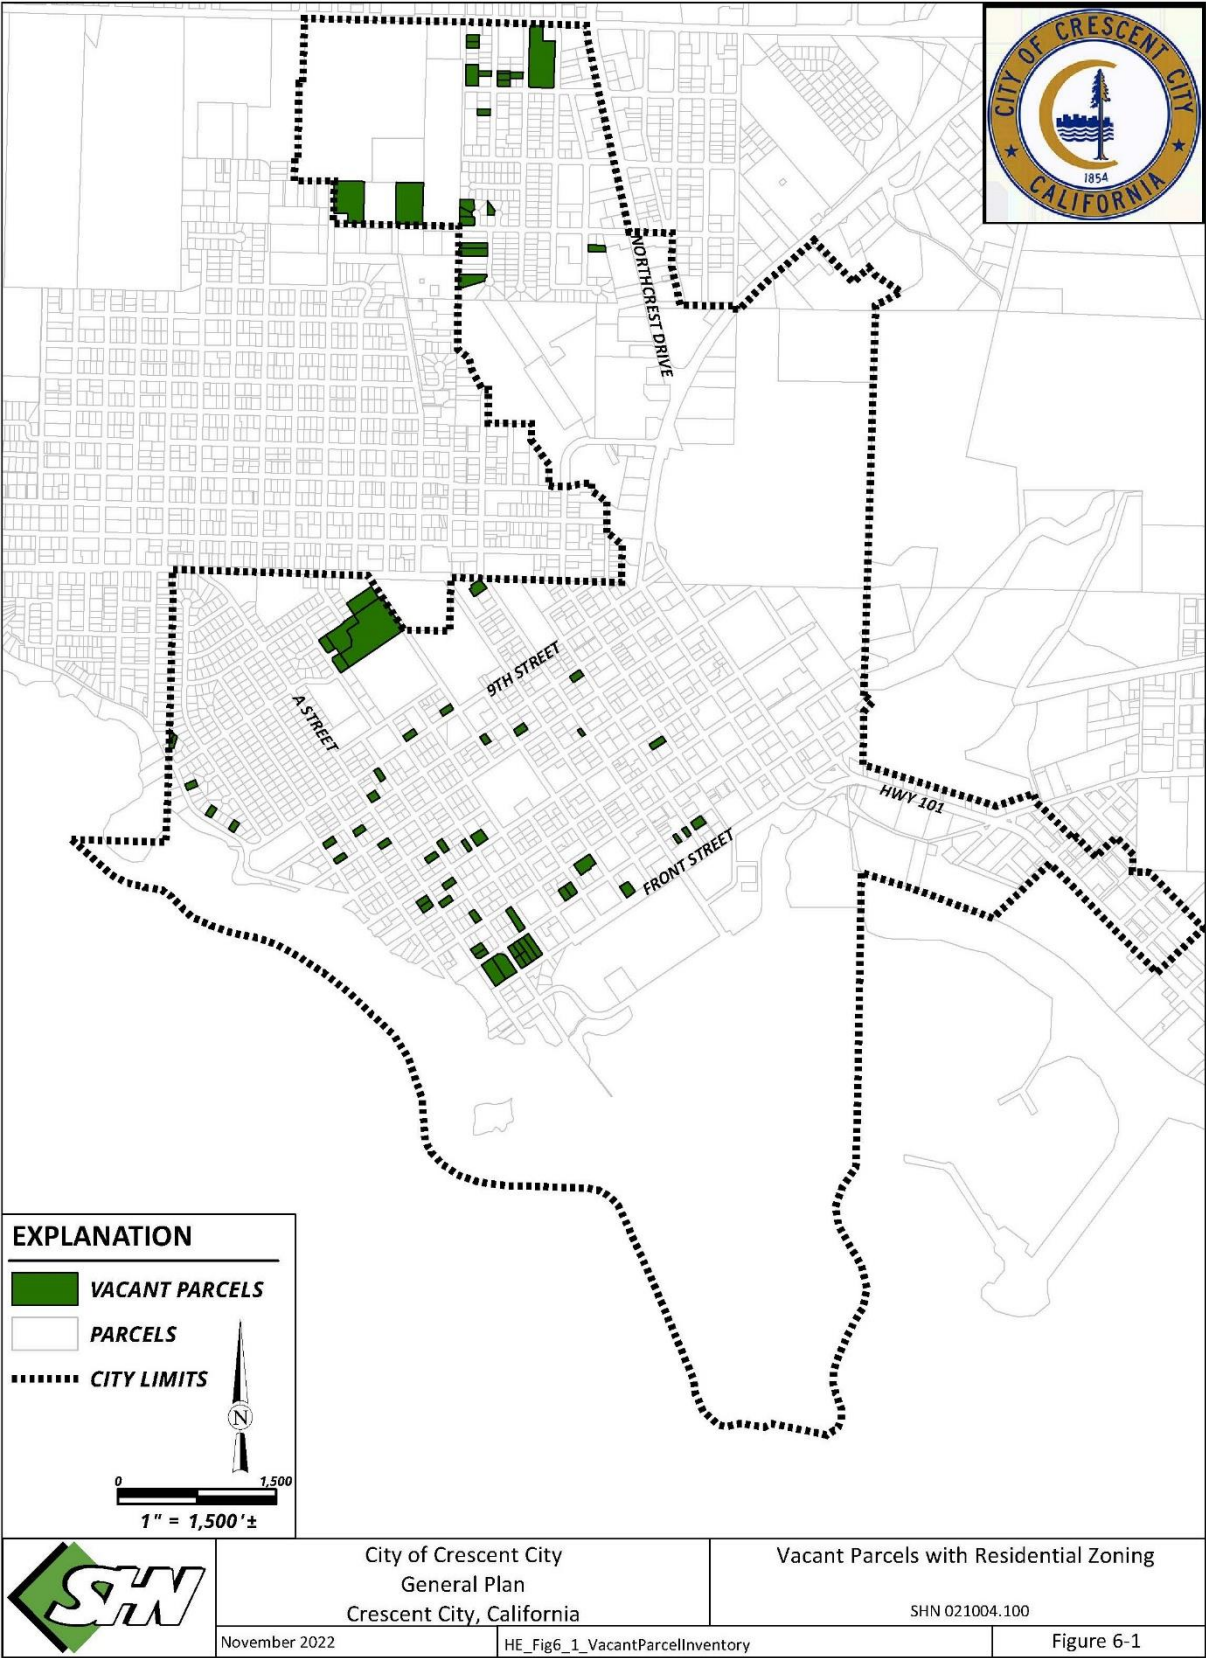 CITY OF CRESCENT CITY
1854
CALIFORNIA
NORTHCREST DRIVE
9TH STREET
A STREET
HWY 101
FRONT STREET
EXPLANATION
VACANT PARCELS
PARCELS
CITY LIMITS
N
0 1,500
1" = 1,500'±
SHN
City of Crescent City
General Plan
Crescent City, California
Vacant Parcels with Residential Zoning
SHN 021004.100
November 2022
HE_Fig6_1_VacantParcelInventory
Figure 6-1